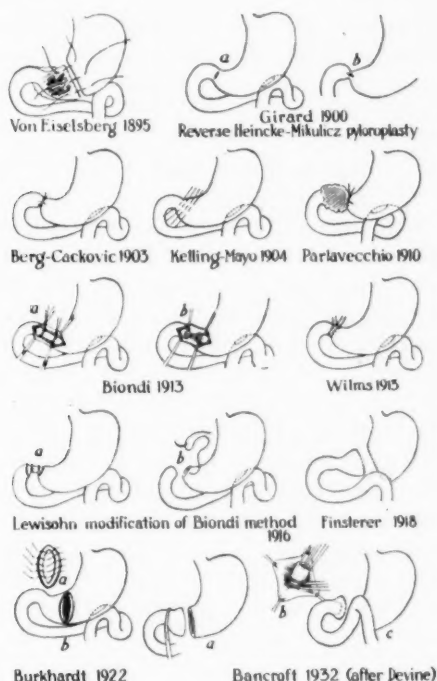 a
b
Von Eiselsberg 1895
Girard 1900
Reverse Heincke-Mikulicz pyloroplasty
Berg-Cackovic 1903
Kelling-Mayo 1904
Parlavecchio 1910
a
b
Biondi 1913
Wilms 1913
a
b
Lewisohn modification of Biondi method
1916
Finsterer 1918
a
b
a
b
c
Burkhardt 1922
Bancroft 1932 (after Devine)